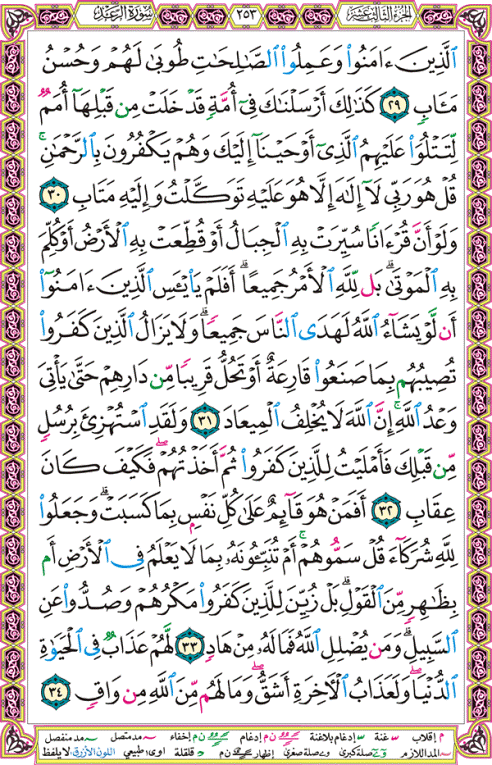 الجزء الثالث عشر ٢٥٣ سورة الرعد
ٱلَّذِينَ ءَامَنُوا۟ وَعَمِلُوا۟ ٱلصَّٰلِحَٰتِ طُوبَىٰ لَهُمْ وَحُسْنُ
مَـَٔابٍ ٢٩ كَذَٰلِكَ أَرْسَلْنَٰكَ فِىٓ أُمَّةٍ قَدْ خَلَتْ مِن قَبْلِهَآ أُمَمٌ
لِّتَتْلُوَا۟ عَلَيْهِمُ ٱلَّذِىٓ أَوْحَيْنَآ إِلَيْكَ وَهُمْ يَكْفُرُونَ بِٱلرَّحْمَٰنِ ۚ
قُلْ هُوَ رَبِّى لَآ إِلَٰهَ إِلَّا هُوَ عَلَيْهِ تَوَكَّلْتُ وَإِلَيْهِ مَتَابِ ٣٠
وَلَوْ أَنَّ قُرْءَانًا سُيِّرَتْ بِهِ ٱلْجِبَالُ أَوْ قُطِّعَتْ بِهِ ٱلْأَرْضُ أَوْ كُلِّمَ
بِهِ ٱلْمَوْتَىٰ ۗ بَل لِّلَّهِ ٱلْأَمْرُ جَمِيعًا ۗ أَفَلَمْ يَا۟يْـَٔسِ ٱلَّذِينَ ءَامَنُوٓا۟
أَن لَّوْ يَشَآءُ ٱللَّهُ لَهَدَى ٱلنَّاسَ جَمِيعًا ۗ وَلَا يَزَالُ ٱلَّذِينَ كَفَرُوا۟
تُصِيبُهُم بِمَا صَنَعُوا۟ قَارِعَةٌ أَوْ تَحُلُّ قَرِيبًا مِّن دَارِهِمْ حَتَّىٰ يَأْتِىَ
وَعْدُ ٱللَّهِ ۚ إِنَّ ٱللَّهَ لَا يُخْلِفُ ٱلْمِيعَادَ ٣١ وَلَقَدِ ٱسْتُهْزِئَ بِرُسُلٍ
مِّن قَبْلِكَ فَأَمْلَيْتُ لِلَّذِينَ كَفَرُوا۟ ثُمَّ أَخَذْتُهُمْ ۖ فَكَيْفَ كَانَ
عِقَابِ ٣٢ أَفَمَنْ هُوَ قَآئِمٌ عَلَىٰ كُلِّ نَفْسٍۭ بِمَا كَسَبَتْ ۗ وَجَعَلُوا۟
لِلَّهِ شُرَكَآءَ قُلْ سَمُّوهُمْ ۚ أَمْ تُنَبِّـُٔونَهُۥ بِمَا لَا يَعْلَمُ فِى ٱلْأَرْضِ أَم
بِظَٰهِرٍ مِّنَ ٱلْقَوْلِ ۗ بَلْ زُيِّنَ لِلَّذِينَ كَفَرُوا۟ مَكْرُهُمْ وَصُدُّوا۟ عَنِ
ٱلسَّبِيلِ ۗ وَمَن يُضْلِلِ ٱللَّهُ فَمَا لَهُۥ مِنْ هَادٍ ٣٣ لَّهُمْ عَذَابٌ فِى ٱلْحَيَوٰةِ
ٱلدُّنْيَا ۖ وَلَعَذَابُ ٱلْـَٔاخِرَةِ أَشَقُّ ۖ وَمَا لَهُم مِّنَ ٱللَّهِ مِن وَاقٍ ٣٤
م إقلاب غنة إدغام بلاغنة ن م إدغام ن م إخفاء مد متصل مد منفصل
المد اللازم صلة كبرى صلة صغرى إظهار قلقلة اوى: طبيعي اللون الأزرق: لا يلفظ